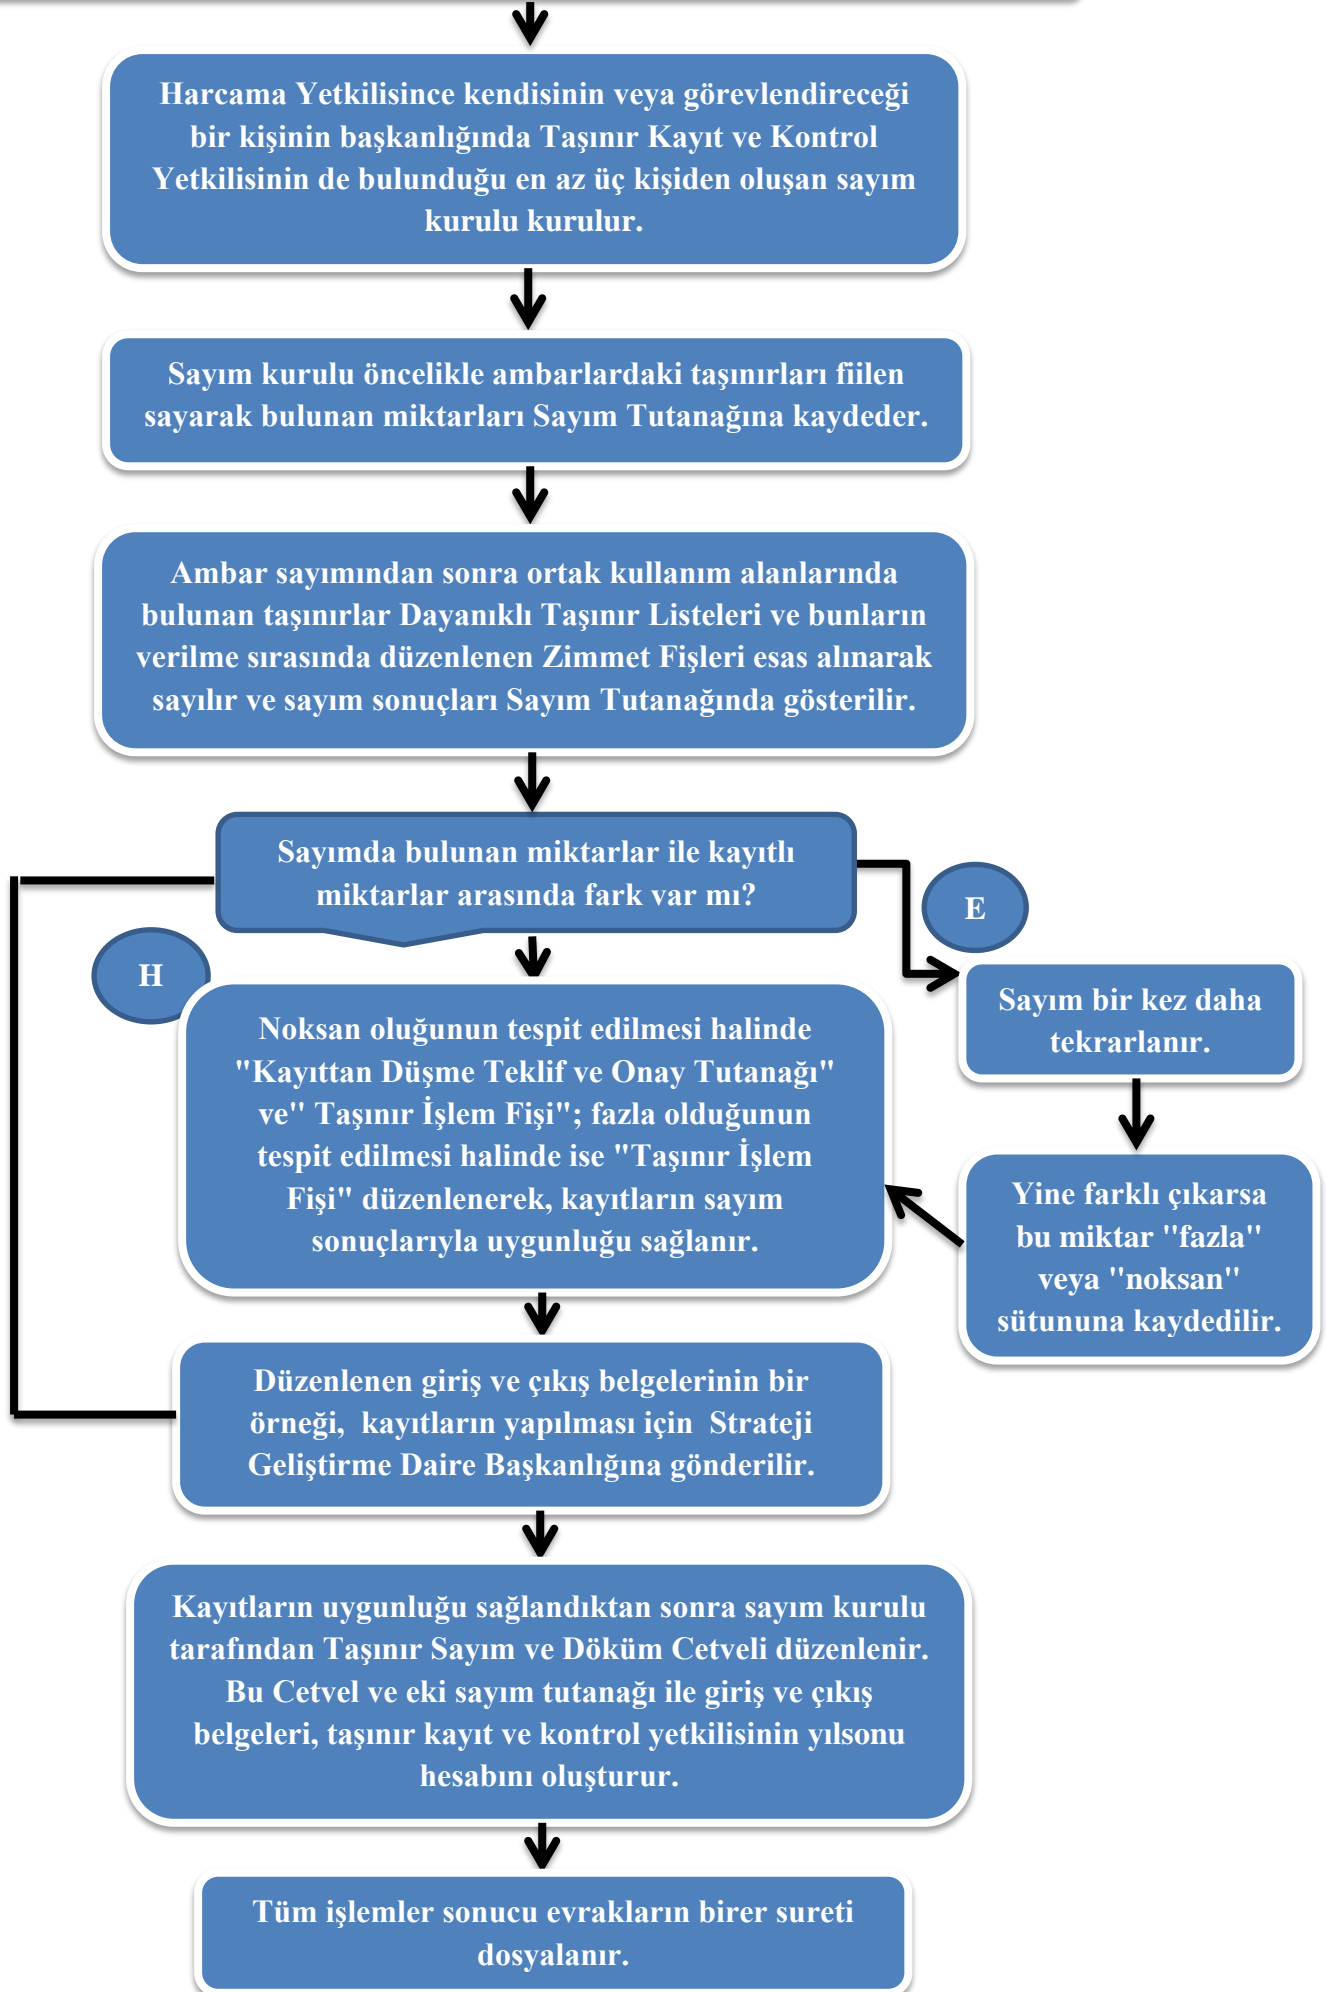 Harcama Yetkilisince kendisinin veya görevlendireceği
bir kişinin başkanlığında Taşınır Kayıt ve Kontrol
Yetkilisinin de bulunduğu en az üç kişiden oluşan sayım
kurulu kurulur.
Sayım kurulu öncelikle ambarlardaki taşınırları fiilen
sayarak bulunan miktarları Sayım Tutanağına kaydeder.
Ambar sayımından sonra ortak kullanım alanlarında
bulunan taşınırlar Dayanıklı Taşınır Listeleri ve bunların
verilme sırasında düzenlenen Zimmet Fişleri esas alınarak
sayılır ve sayım sonuçları Sayım Tutanağında gösterilir.
Sayımda bulunan miktarlar ile kayıtlı
miktarlar arasında fark var mı?
E
H
Sayım bir kez daha
tekrarlanır.
Noksan oluğunun tespit edilmesi halinde
"Kayıttan Düşme Teklif ve Onay Tutanağı"
ve" Taşınır İşlem Fişi"; fazla olduğunun
tespit edilmesi halinde ise "Taşınır İşlem
Fişi" düzenlenerek, kayıtların sayım
sonuçlarıyla uygunluğu sağlanır.
Yine farklı çıkarsa
bu miktar "fazla"
veya "noksan"
sütununa kaydedilir.
Düzenlenen giriş ve çıkış belgelerinin bir
örneği,  kayıtların yapılması için  Strateji
Geliştirme Daire Başkanlığına gönderilir.
Kayıtların uygunluğu sağlandıktan sonra sayım kurulu
tarafından Taşınır Sayım ve Döküm Cetveli düzenlenir.
Bu Cetvel ve eki sayım tutanağı ile giriş ve çıkış
belgeleri, taşınır kayıt ve kontrol yetkilisinin yılsonu
hesabını oluşturur.
Tüm işlemler sonucu evrakların birer sureti
dosyalanır.